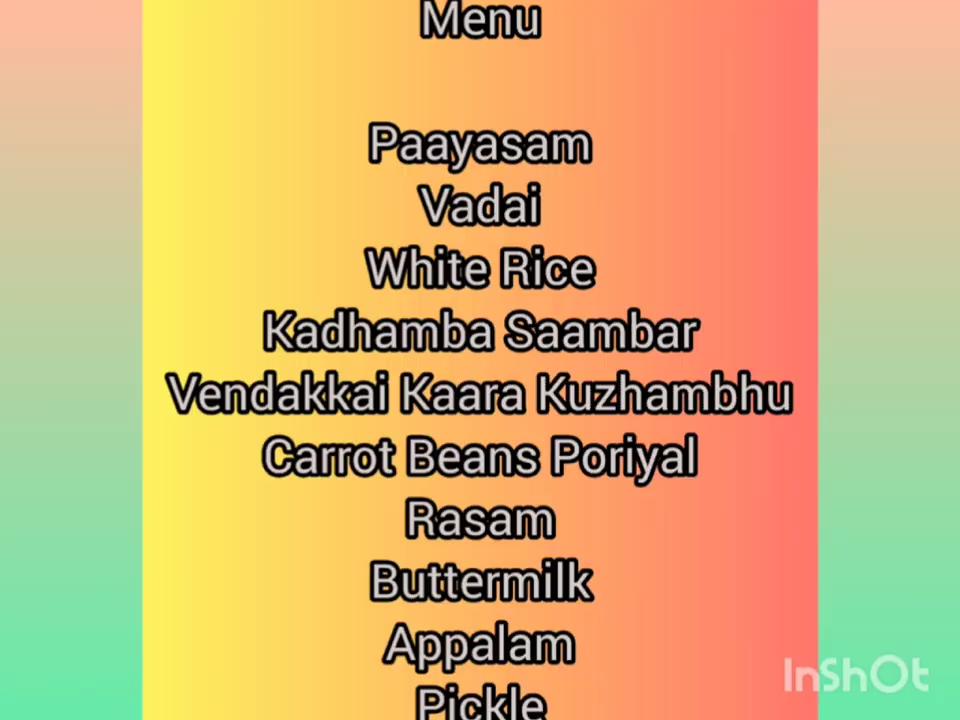 Menu
Paayasam
Vadai
White Rice
Kadhamba Saambar
Vendakkai Kaara Kuzhambhu
Carrot Beans Poriyal
Rasam
Buttermilk
Appalam
Pickle
InShOt